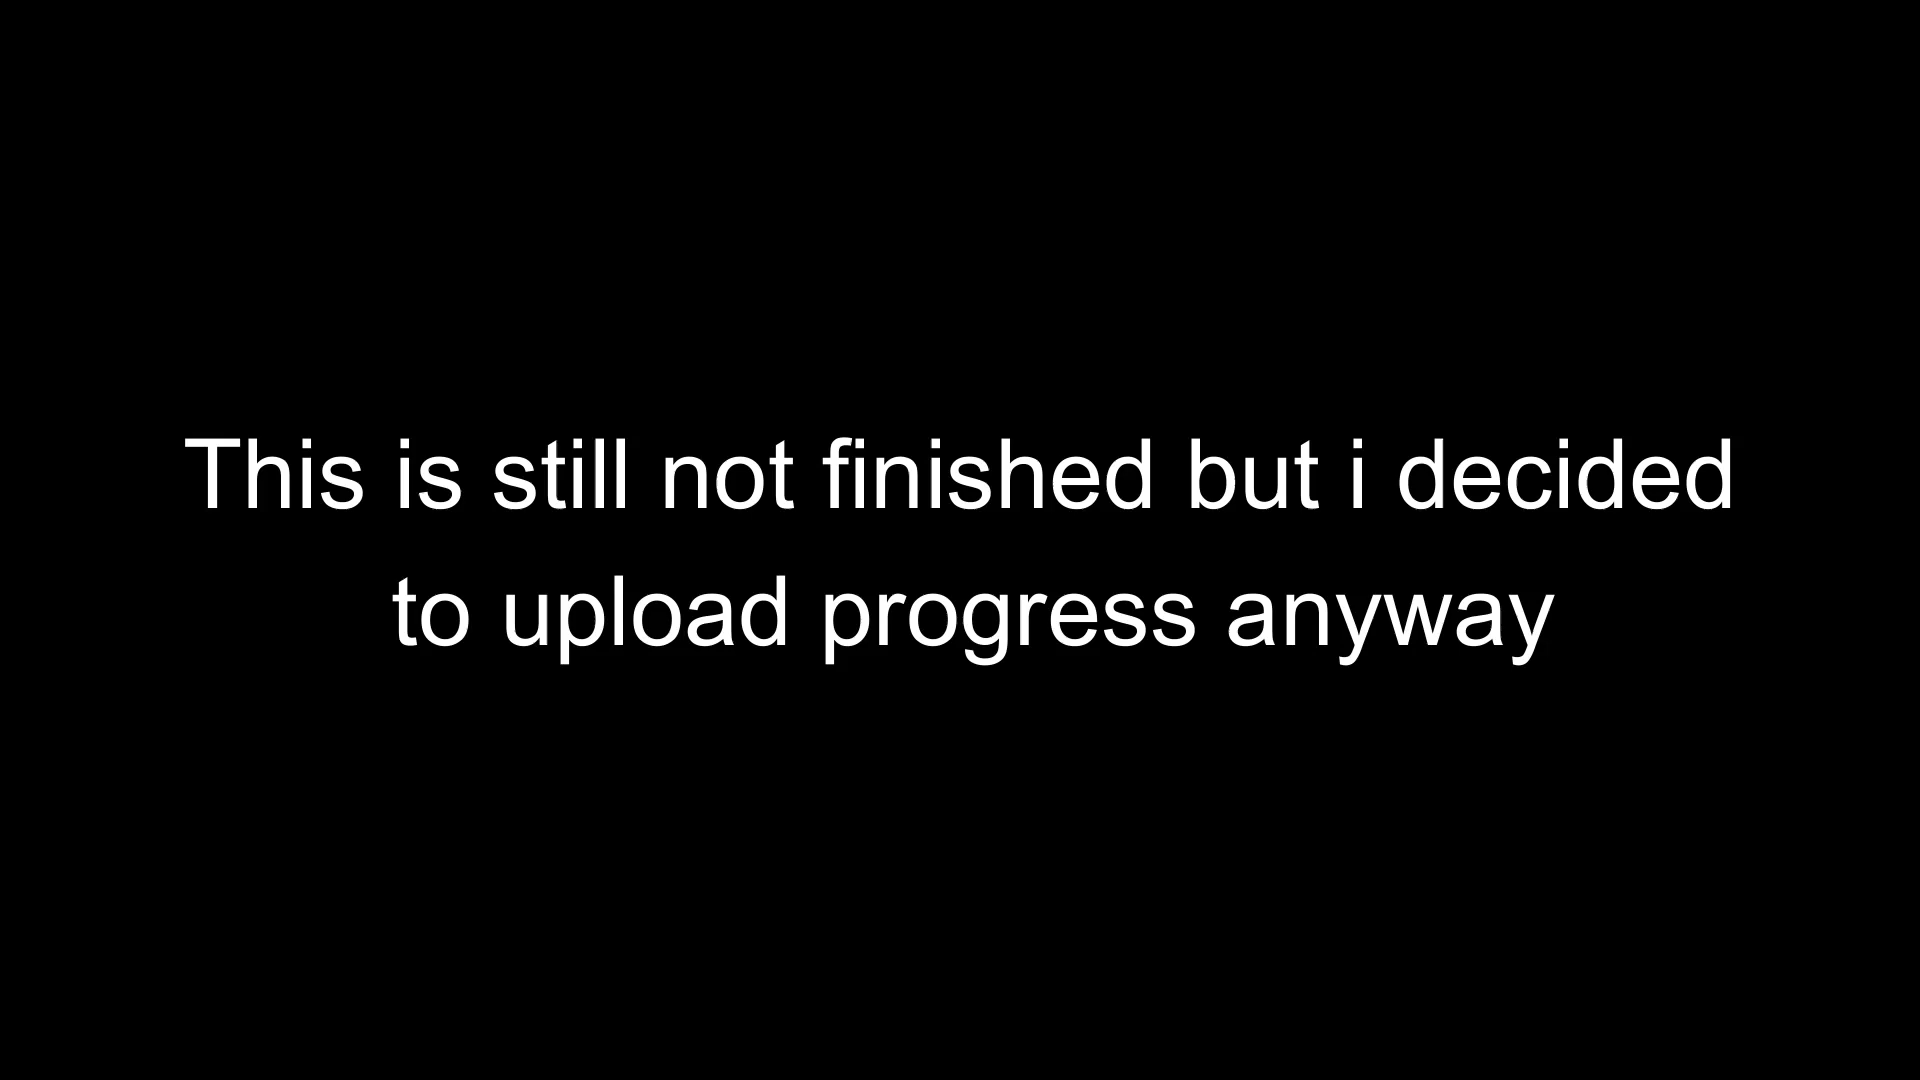 This is still not finished but i decided
to upload progress anyway